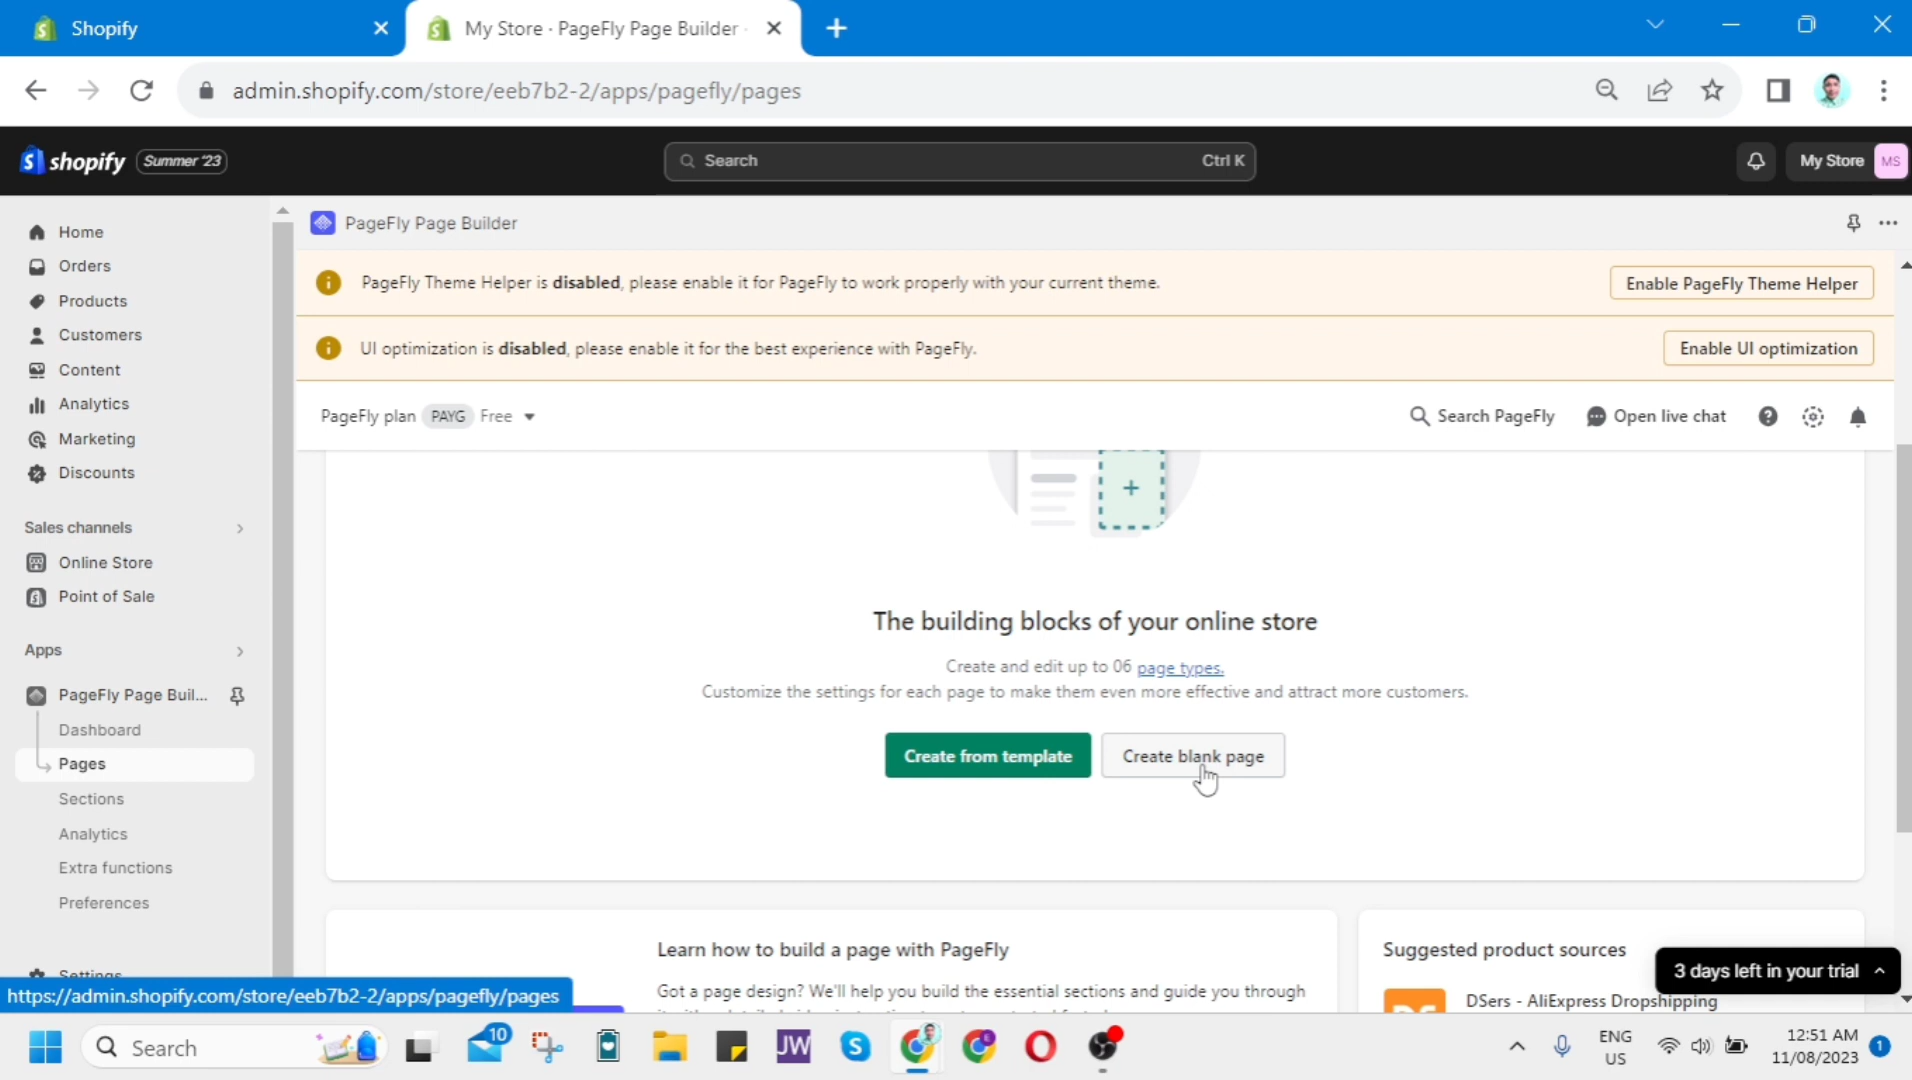 Shopify
My Store · PageFly Page Builder ·
admin.shopify.com/store/eeb7b2-2/apps/pagefly/pages
shopify
Summer '23
Search
Ctrl K
My Store
MS
Home
Orders
Products
Customers
Content
Analytics
Marketing
Discounts
Sales channels
Online Store
Point of Sale
Apps
PageFly Page Buil...
Dashboard
Pages
Sections
Analytics
Extra functions
Preferences
Settings
https://admin.shopify.com/store/eeb7b2-2/apps/pagefly/pages
PageFly Page Builder
PageFly Theme Helper is disabled, please enable it for PageFly to work properly with your current theme.
Enable PageFly Theme Helper
UI optimization is disabled, please enable it for the best experience with PageFly.
Enable UI optimization
PageFly plan PAYG Free
Search PageFly
Open live chat
The building blocks of your online store
Create and edit up to 06 page types.
Customize the settings for each page to make them even more effective and attract more customers.
Create from template
Create blank page
Learn how to build a page with PageFly
Got a page design? We'll help you build the essential sections and guide you through
Suggested product sources
3 days left in your trial
DSers - AliExpress Dropshipping
Search
10
JW
E
ENG
US
12:51 AM
11/08/2023
1